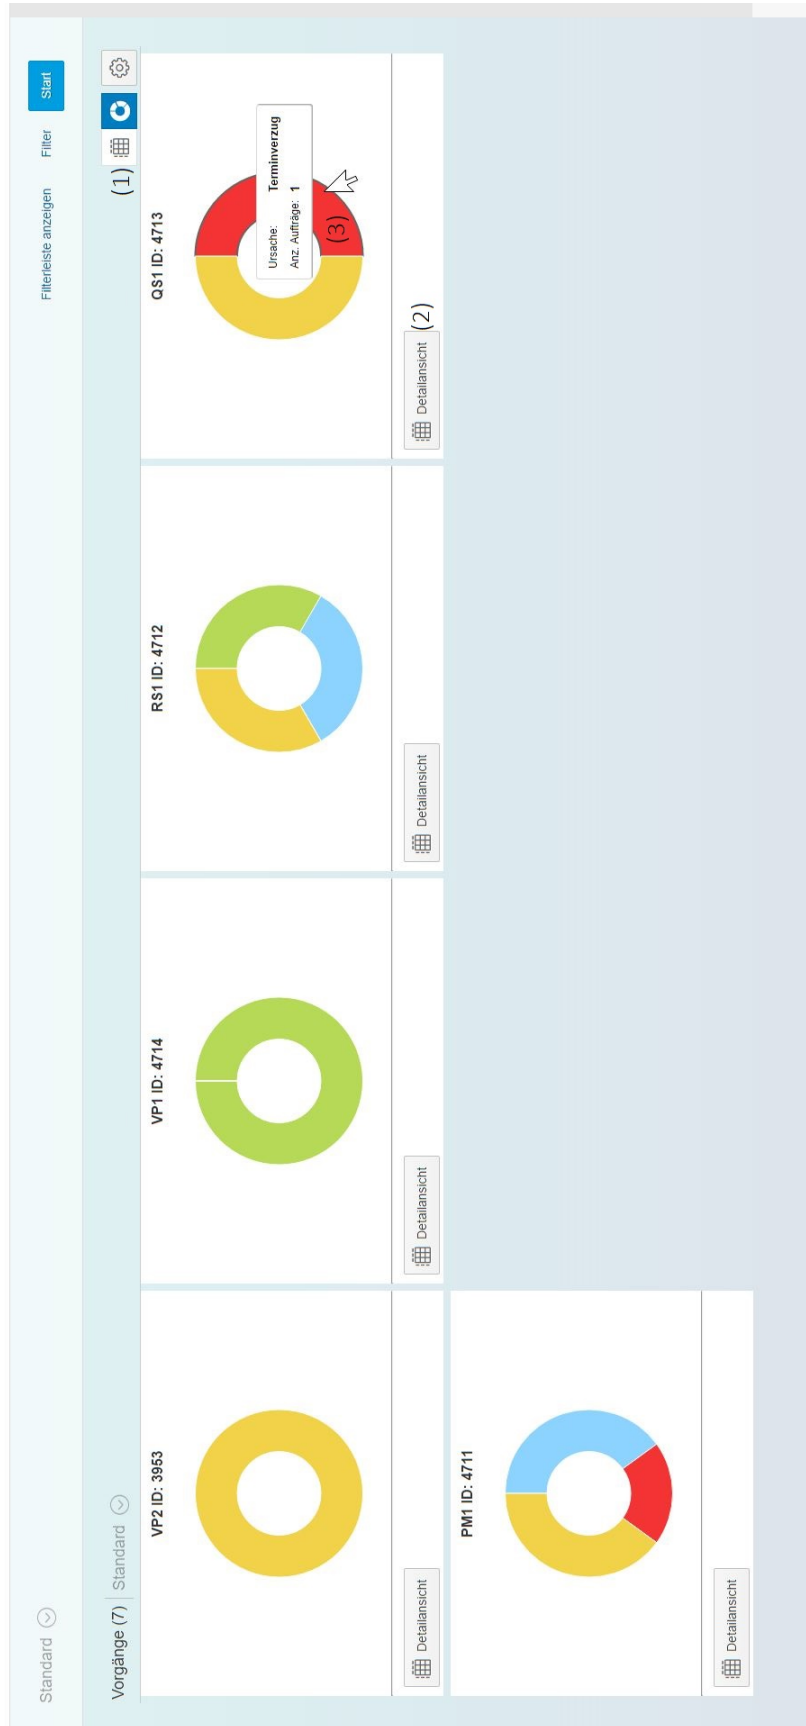 Standard
Filterleiste anzeigen
Filter
Start
Vorgänge (7)
Standard
(1)
VP2 ID: 3953
Detailansicht
VP1 ID: 4714
Detailansicht
RS1 ID: 4712
Detailansicht
QS1 ID: 4713
Ursache: Terminverzug
Anz. Aufträge: 1
(3)
Detailansicht
(2)
PM1 ID: 4711
Detailansicht